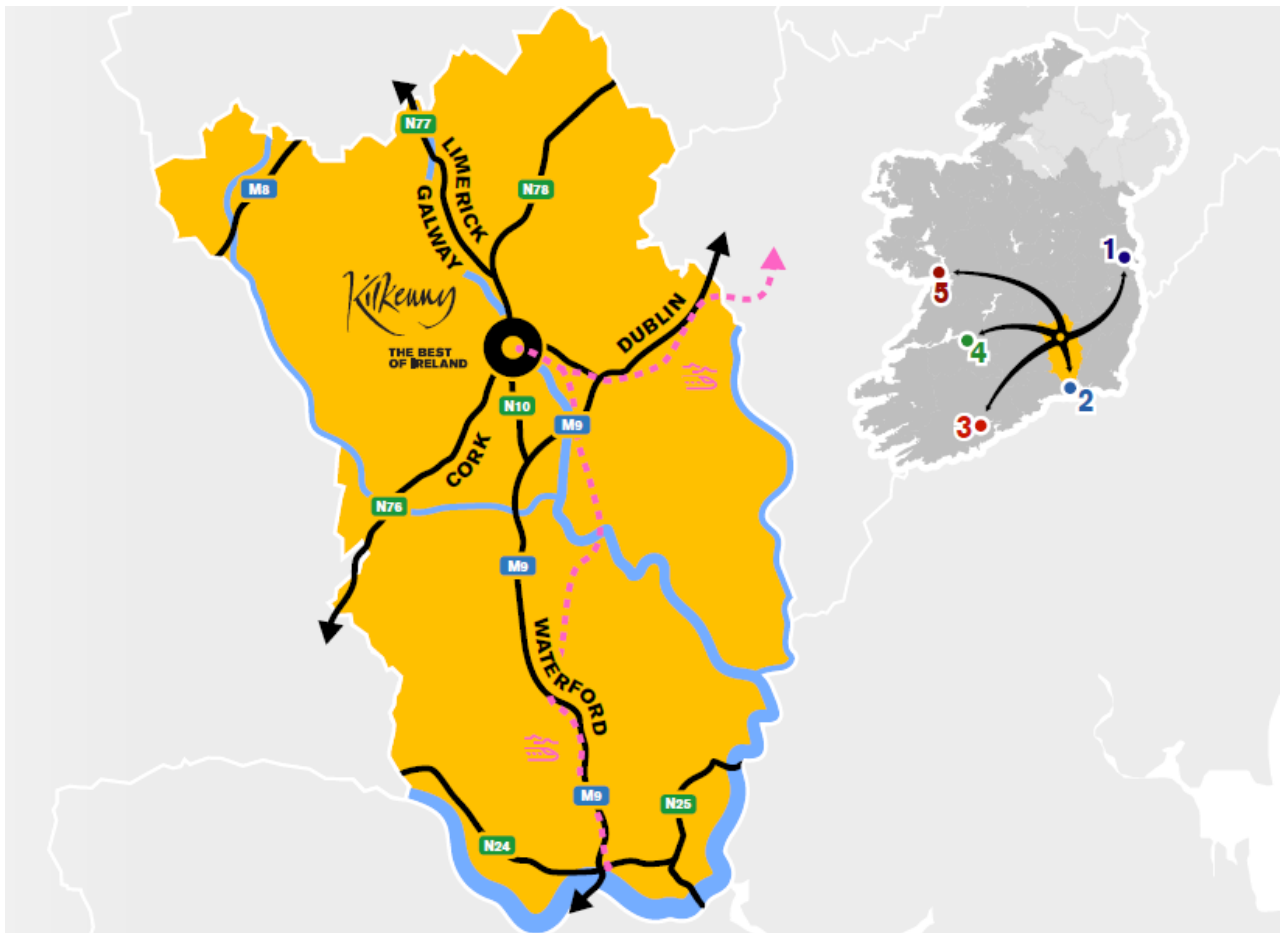 N77
LIMERICK
GALWAY
M8
N78
Kilkenny
THE BEST
OF IRELAND
DUBLIN
N10
M9
CORK
N76
M9
WATERFORD
M9
N25
N24
1
5
4
2
3